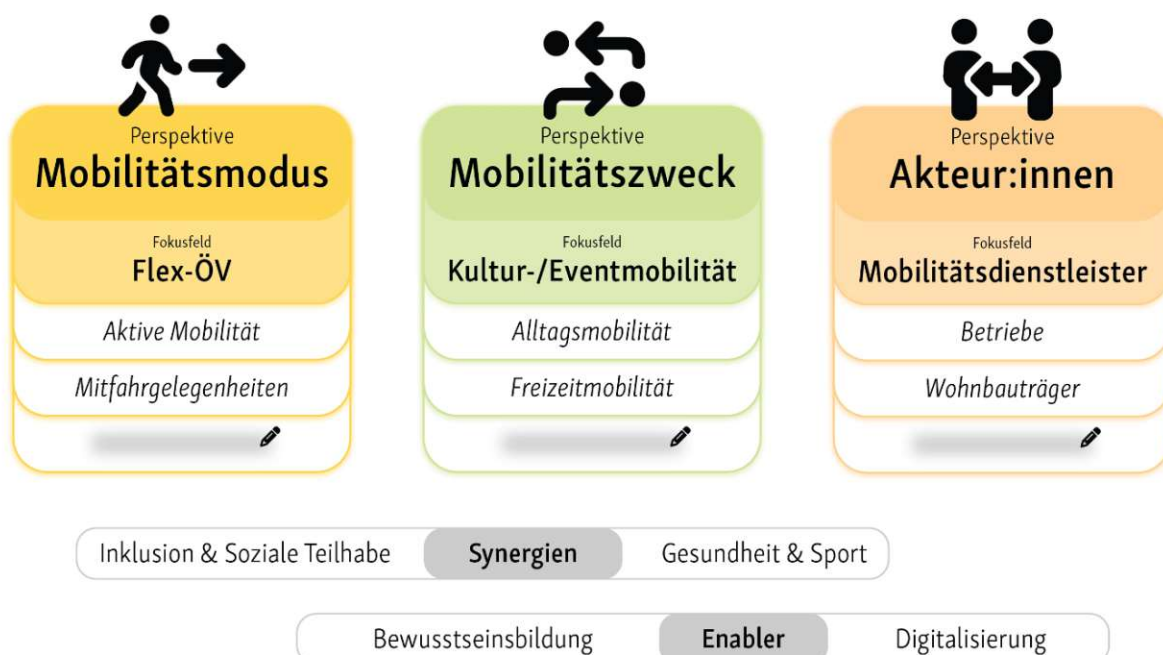 Perspektive
Mobilitätsmodus
Fokusfeld
Flex-ÖV
Aktive Mobilität
Mitfahrgelegenheiten
Perspektive
Mobilitätszweck
Fokusfeld
Kultur-/Eventmobilität
Alltagsmobilität
Freizeitmobilität
Perspektive
Akteur:innen
Fokusfeld
Mobilitätsdienstleister
Betriebe
Wohnbauträger
Inklusion & Soziale Teilhabe Synergien Gesundheit & Sport
Bewusstseinsbildung Enabler Digitalisierung